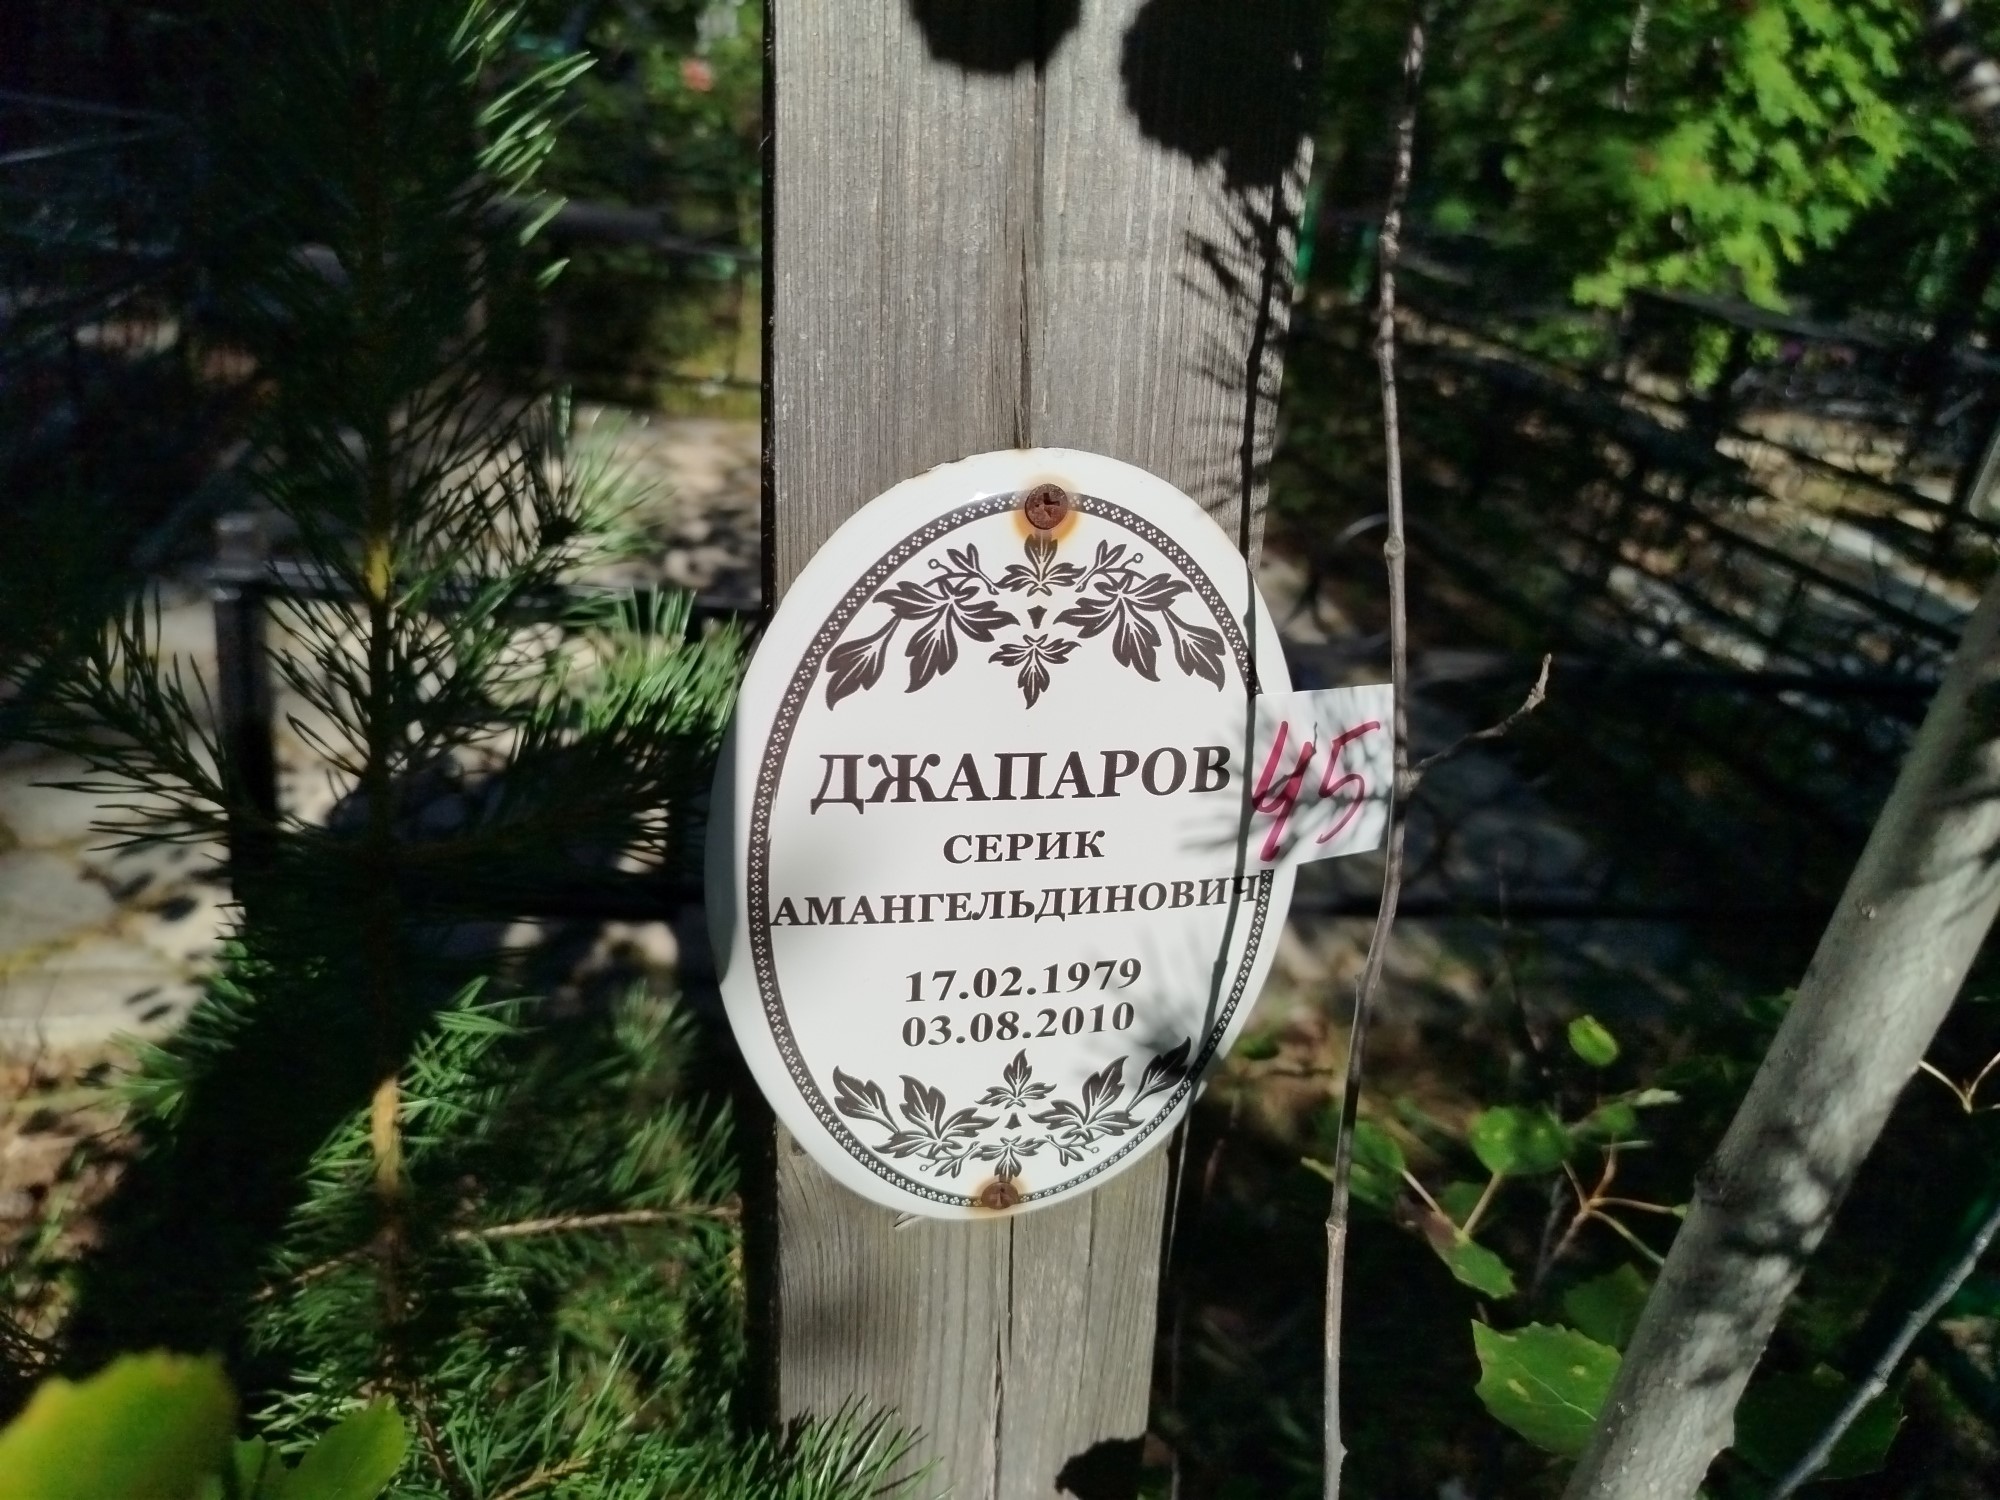 ДЖАПАРОВ
45
СЕРИК
АМАНГЕЛЬДИНОВИЧ
17.02.1979
03.08.2010